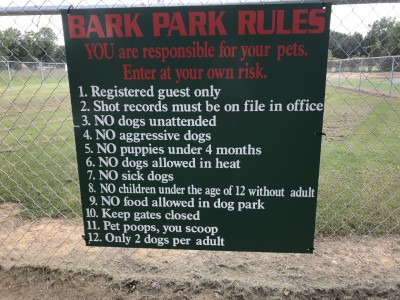 BARK PARK RULES
YOU are responsible for your pets.
Enter at your own risk.
1. Registered guest only
2. Shot records must be on file in office
3. NO dogs unattended
4. NO aggressive dogs
5. NO puppies under 4 months
6. NO dogs allowed in heat
7. NO sick dogs
8. NO children under the age of 12 without adult
9. NO food allowed in dog park
10. Keep gates closed
11. Pet poops, you scoop
12. Only 2 dogs per adult